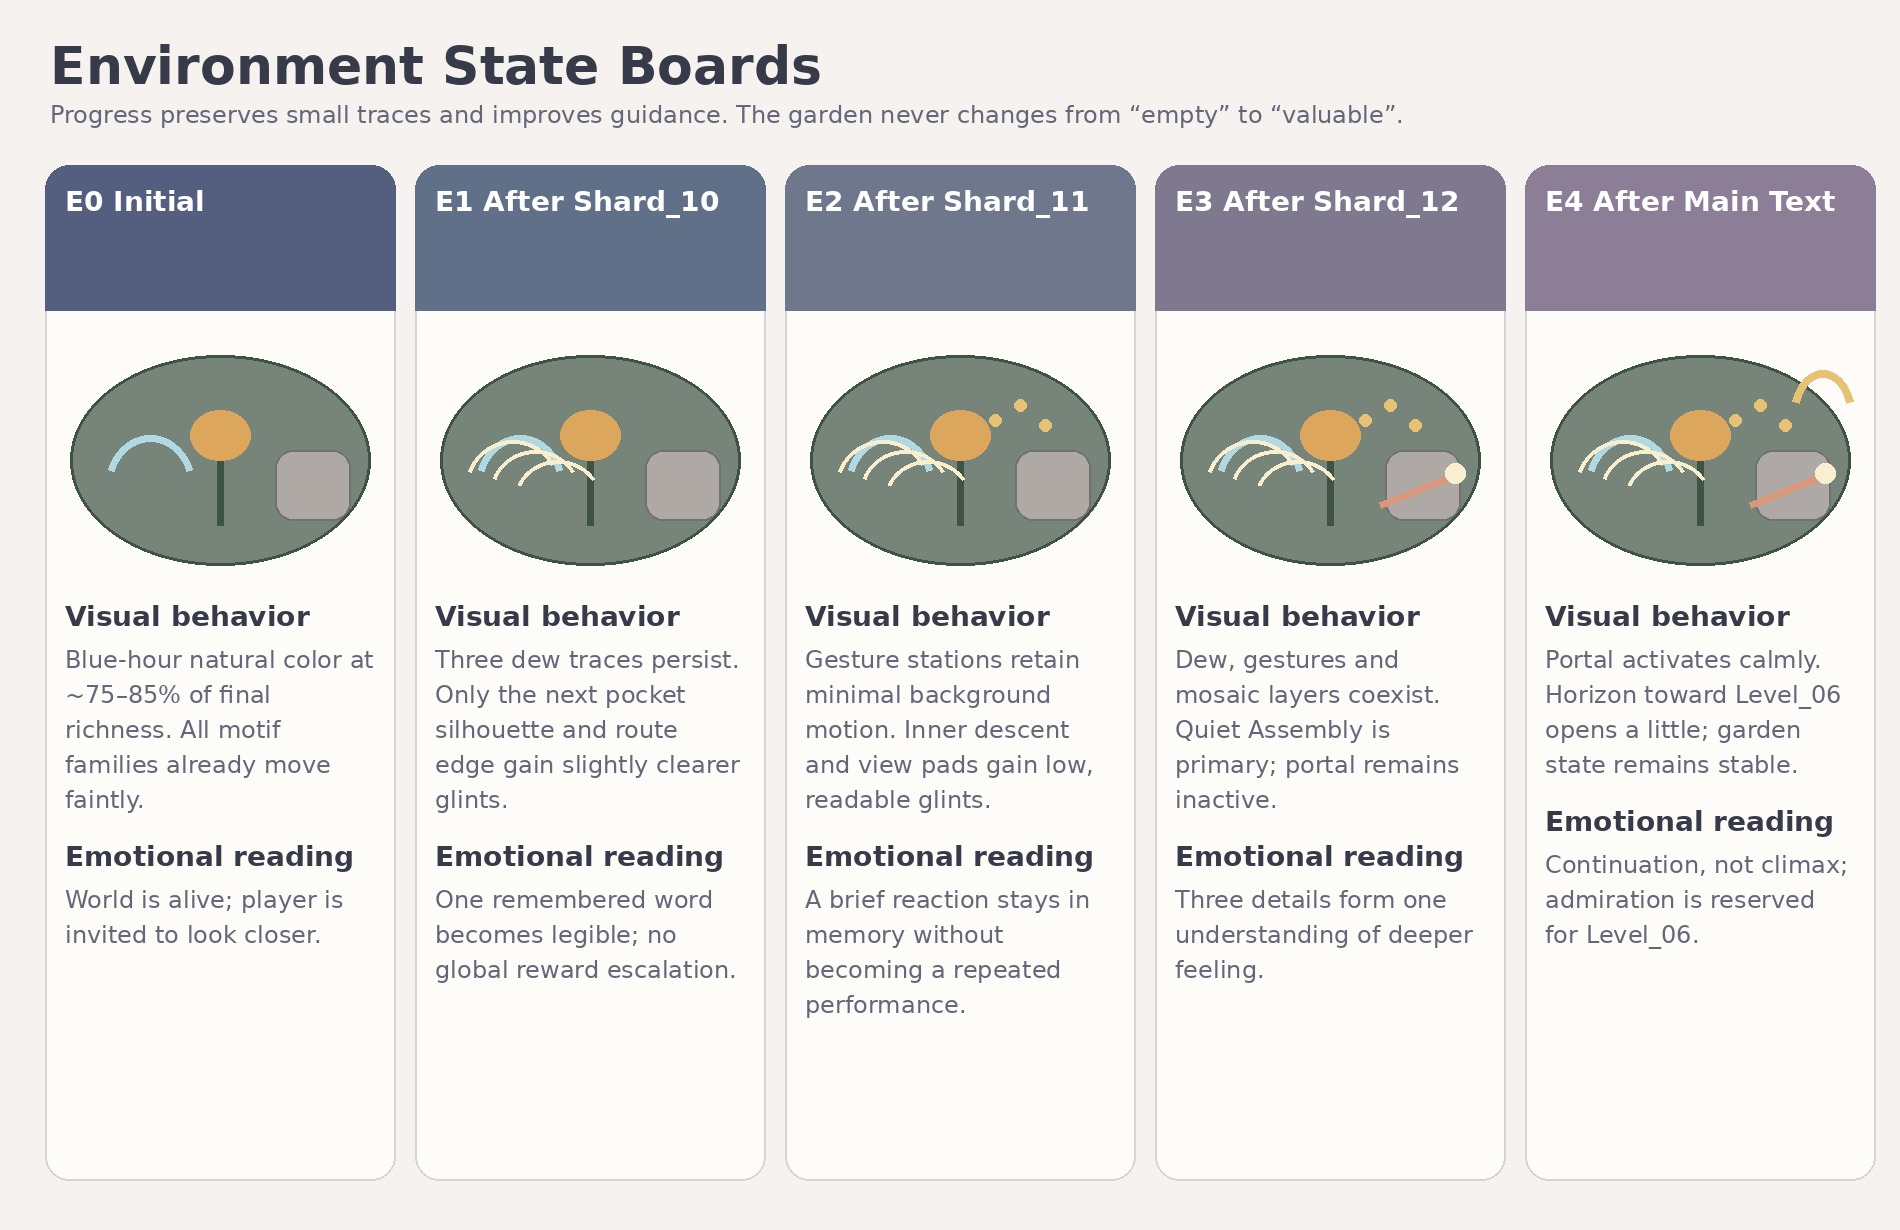 Environment State Boards
Progress preserves small traces and improves guidance. The garden never changes from “empty” to “valuable”.
E0 Initial
Visual behavior
Blue-hour natural color at
~75–85% of final
richness. All motif
families already move
faintly.
Emotional reading
World is alive; player is
invited to look closer.
E1 After Shard_10
Visual behavior
Three dew traces persist.
Only the next pocket
silhouette and route
edge gain slightly clearer
glints.
Emotional reading
One remembered word
becomes legible; no
global reward escalation.
E2 After Shard_11
Visual behavior
Gesture stations retain
minimal background
motion. Inner descent
and view pads gain low,
readable glints.
Emotional reading
A brief reaction stays in
memory without
becoming a repeated
performance.
E3 After Shard_12
Visual behavior
Dew, gestures and
mosaic layers coexist.
Quiet Assembly is
primary; portal remains
inactive.
Emotional reading
Three details form one
understanding of deeper
feeling.
E4 After Main Text
Visual behavior
Portal activates calmly.
Horizon toward Level_06
opens a little; garden
state remains stable.
Emotional reading
Continuation, not climax;
admiration is reserved
for Level_06.